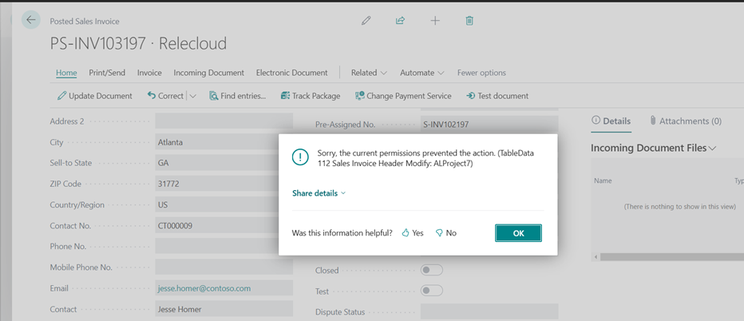 Posted Sales Invoice
PS-INV103197 · Relecloud
Home Print/Send Invoice Incoming Document Electronic Document Related Automate Fewer options
Update Document Correct Find entries... Track Package Change Payment Service Test document
Address 2
City Atlanta
Sell-to State GA
ZIP Code 31772
Country/Region US
Contact No. CT000009
Phone No.
Mobile Phone No.
Email jesse.homer@contoso.com
Contact Jesse Homer
Pre-Assigned No. S-INV102197
Sorry, the current permissions prevented the action. (TableData
112 Sales Invoice Header Modify: ALProject7)
Share details
Was this information helpful? Yes No OK
Closed
Test
Dispute Status
Details Attachments (0)
Incoming Document Files
Name Typ
(There is nothing to show in this view)